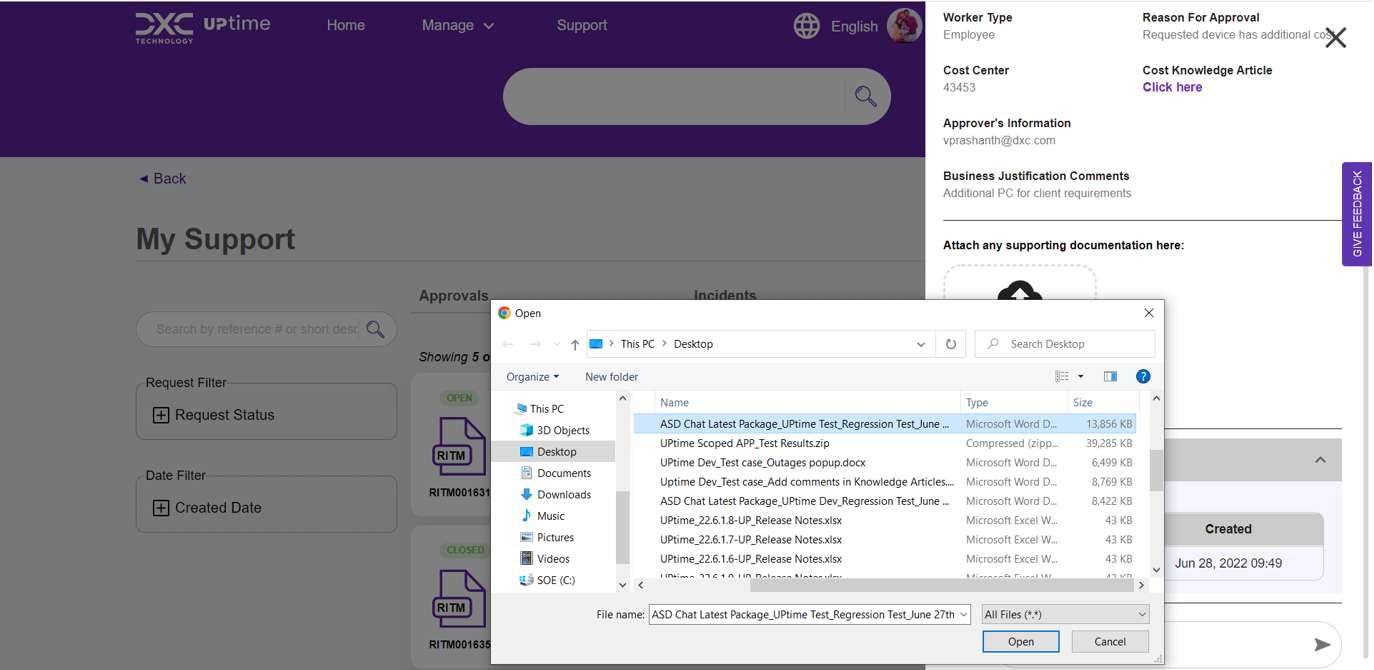 DXC
TECHNOLOGY
UPtime
Home
Manage
Support
English
Back
My Support
Search by reference # or short desc
Request Filter
Request Status
Date Filter
Created Date
Approvals
Incidents
Showing 5 o
OPEN
RITM
RITM001631
CLOSED
RITM
RITM001635
Worker Type
Employee
Reason For Approval
Requested device has additional cost
Cost Center
43453
Cost Knowledge Article
Click here
Approver's Information
vprashanth@dxc.com
Business Justification Comments
Additional PC for client requirements
GIVE FEEDBACK
Attach any supporting documentation here:
Created
Jun 28, 2022 09:49
Open
This PC > Desktop
Search Desktop
Organize
New folder
This PC
3D Objects
Desktop
Documents
Downloads
Music
Pictures
Videos
SOE (C:)
Name Type Size
ASD Chat Latest Package_UPtime Test_Regression Test_June ... Microsoft Word D... 13,856 KB
UPtime Scoped APP_Test Results.zip Compressed (zipp... 39,285 KB
UPtime Dev_Test case_Outages popup.docx Microsoft Word D... 6,499 KB
Uptime Dev_Test case_Add comments in Knowledge Articles.... Microsoft Word D... 8,769 KB
ASD Chat Latest Package_UPtime Dev_Regression Test_June ... Microsoft Word D... 8,422 KB
UPtime_22.6.1.8-UP_Release Notes.xlsx Microsoft Excel W... 43 KB
UPtime_22.6.1.7-UP_Release Notes.xlsx Microsoft Excel W... 43 KB
UPtime_22.6.1.6-UP_Release Notes.xlsx Microsoft Excel W... 43 KB
UPtime_22.6.1.9-UP_Release Notes.xlsx Microsoft Excel W... 43 KB
File name: ASD Chat Latest Package_UPtime Test_Regression Test_June 27th
All Files (*.*)
Open
Cancel